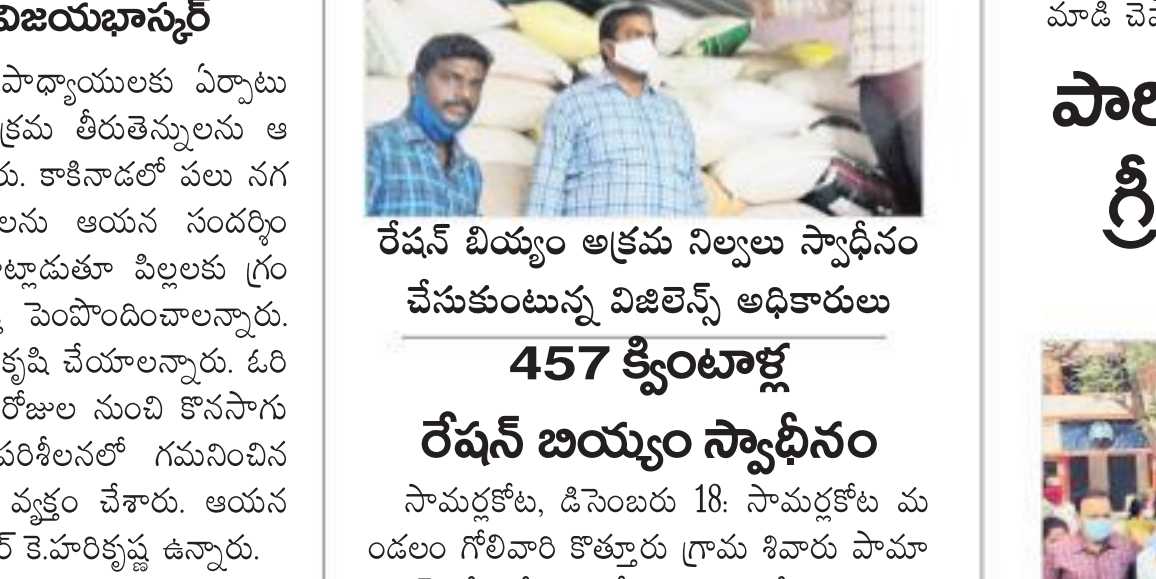 విజయభాస్కర్
పాధ్యాయులకు ఏర్పాటు
క్రమ తీరుతెన్నులను ఆ
రు. కాకినాడలో పలు నగ
లను ఆయన సందర్శిం
ట్లాడుతూ పిల్లలకు గ్రం
పెంపొందించాలన్నారు.
కృషి చేయాలన్నారు. ఓరి
రోజుల నుంచి కొనసాగు
పరిశీలనలో గమనించిన
వ్యక్తం చేశారు. ఆయన
ర్ కె.హరికృష్ణ ఉన్నారు.
రేషన్ బియ్యం అక్రమ నిల్వలు స్వాధీనం
చేసుకుంటున్న విజిలెన్స్ అధికారులు
457 క్వింటాళ్ల
రేషన్ బియ్యం స్వాధీనం
సామర్లకోట, డిసెంబరు 18: సామర్లకోట మ
ండలం గోలివారి కొత్తూరు గ్రామ శివారు పామా
మాడి చె
పారి
గ్రీ